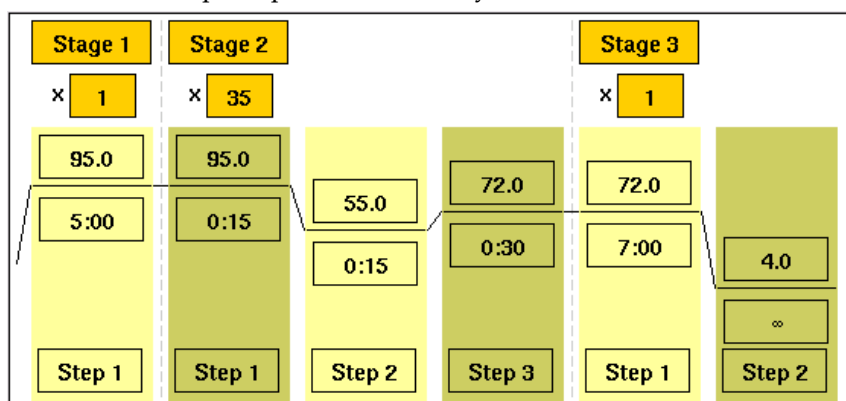 Stage 1 Stage 2 Stage 3
x 1 x 35 x 1
95.0 95.0 55.0 72.0 72.0 4.0
5:00 0:15 0:15 0:30 7:00 ∞
Step 1 Step 1 Step 2 Step 3 Step 1 Step 2